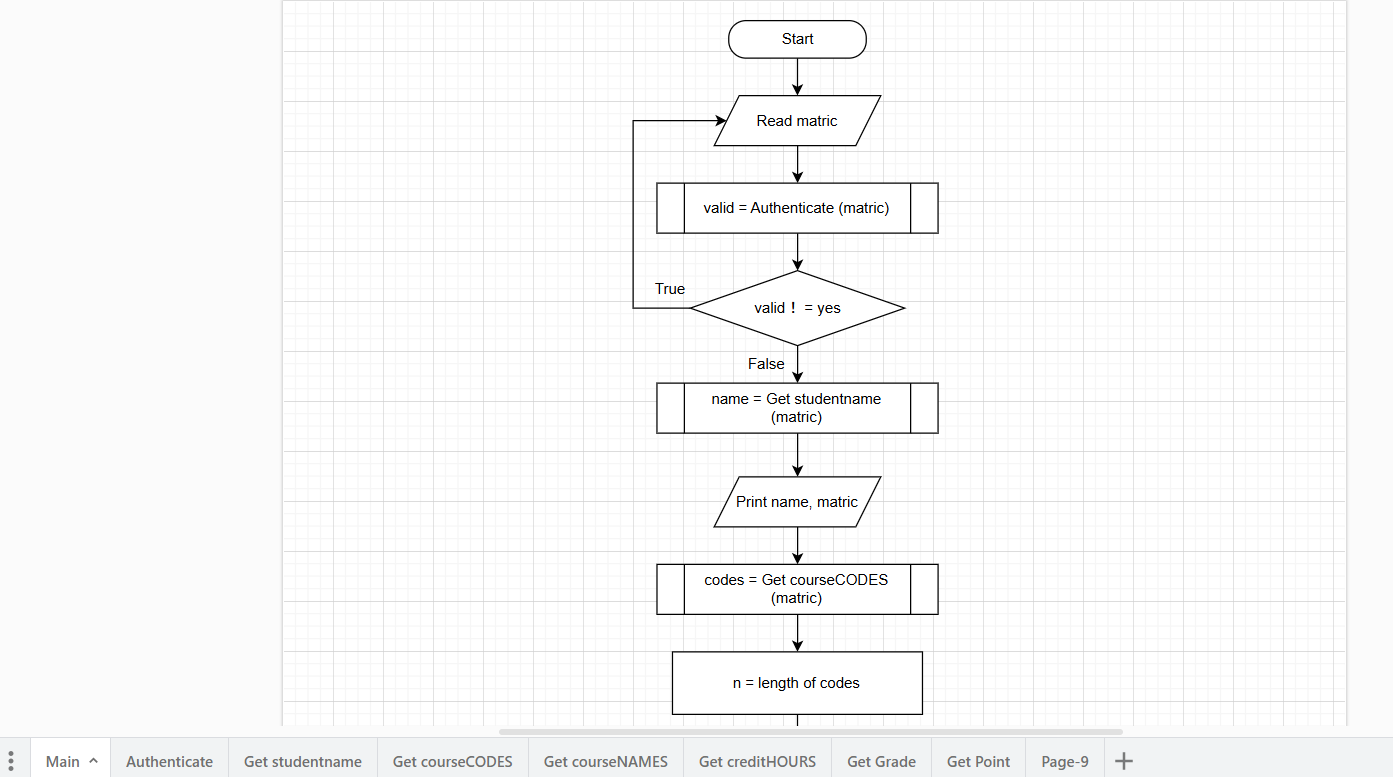 Start
Read matric
valid = Authenticate (matric)
True
valid ! = yes
False
name = Get studentname
(matric)
Print name, matric
codes = Get courseCODES
(matric)
n = length of codes
Main Authenticate Get studentname Get courseCODES Get courseNAMES Get creditHOURS Get Grade Get Point Page-9